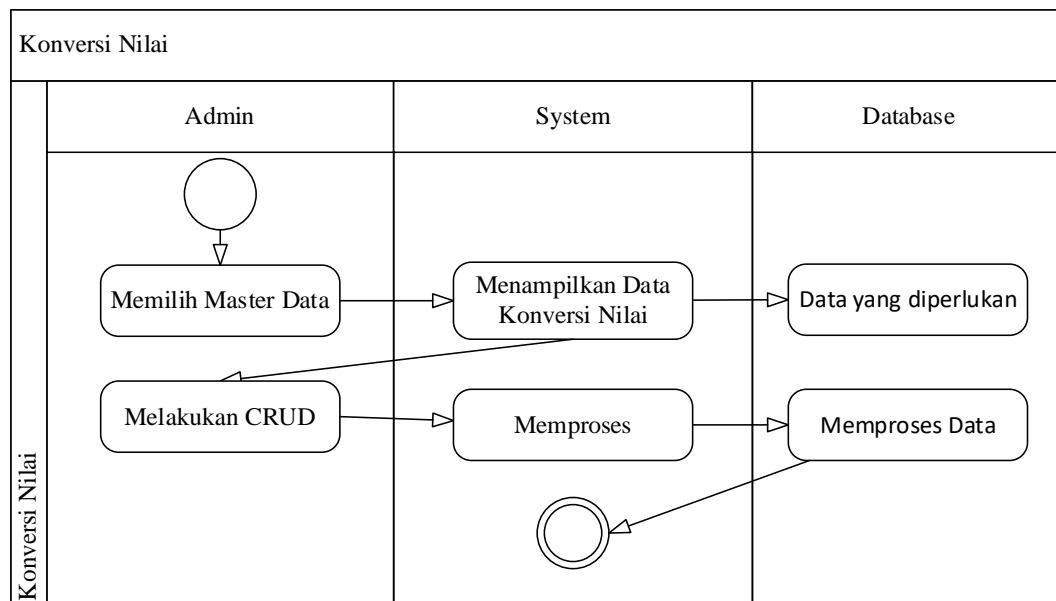 Konversi Nilai
Admin
System
Database
Memilih Master Data
Menampilkan Data
Konversi Nilai
Data yang diperlukan
Melakukan CRUD
Memproses
Memproses Data
Konversi Nilai